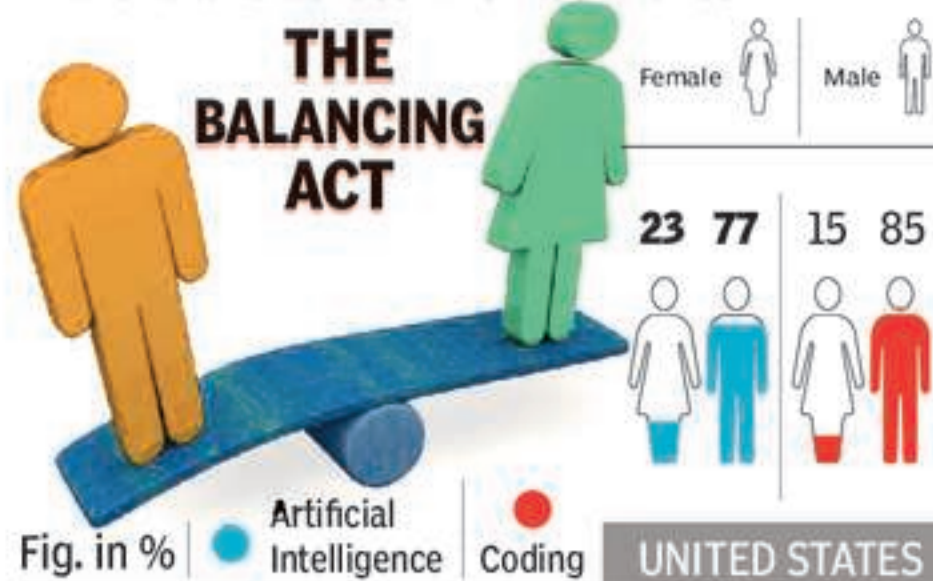 THE
BALANCING
ACT
Female
Male
23 77
15 85
Fig. in %
Artificial
Intelligence
Coding
UNITED STATES